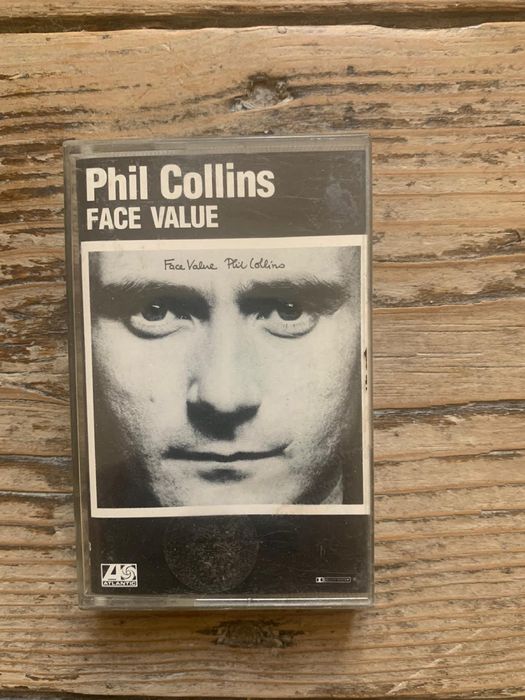 Phil Collins
FACE VALUE
Face Value Phil Collins
ATLANTIC